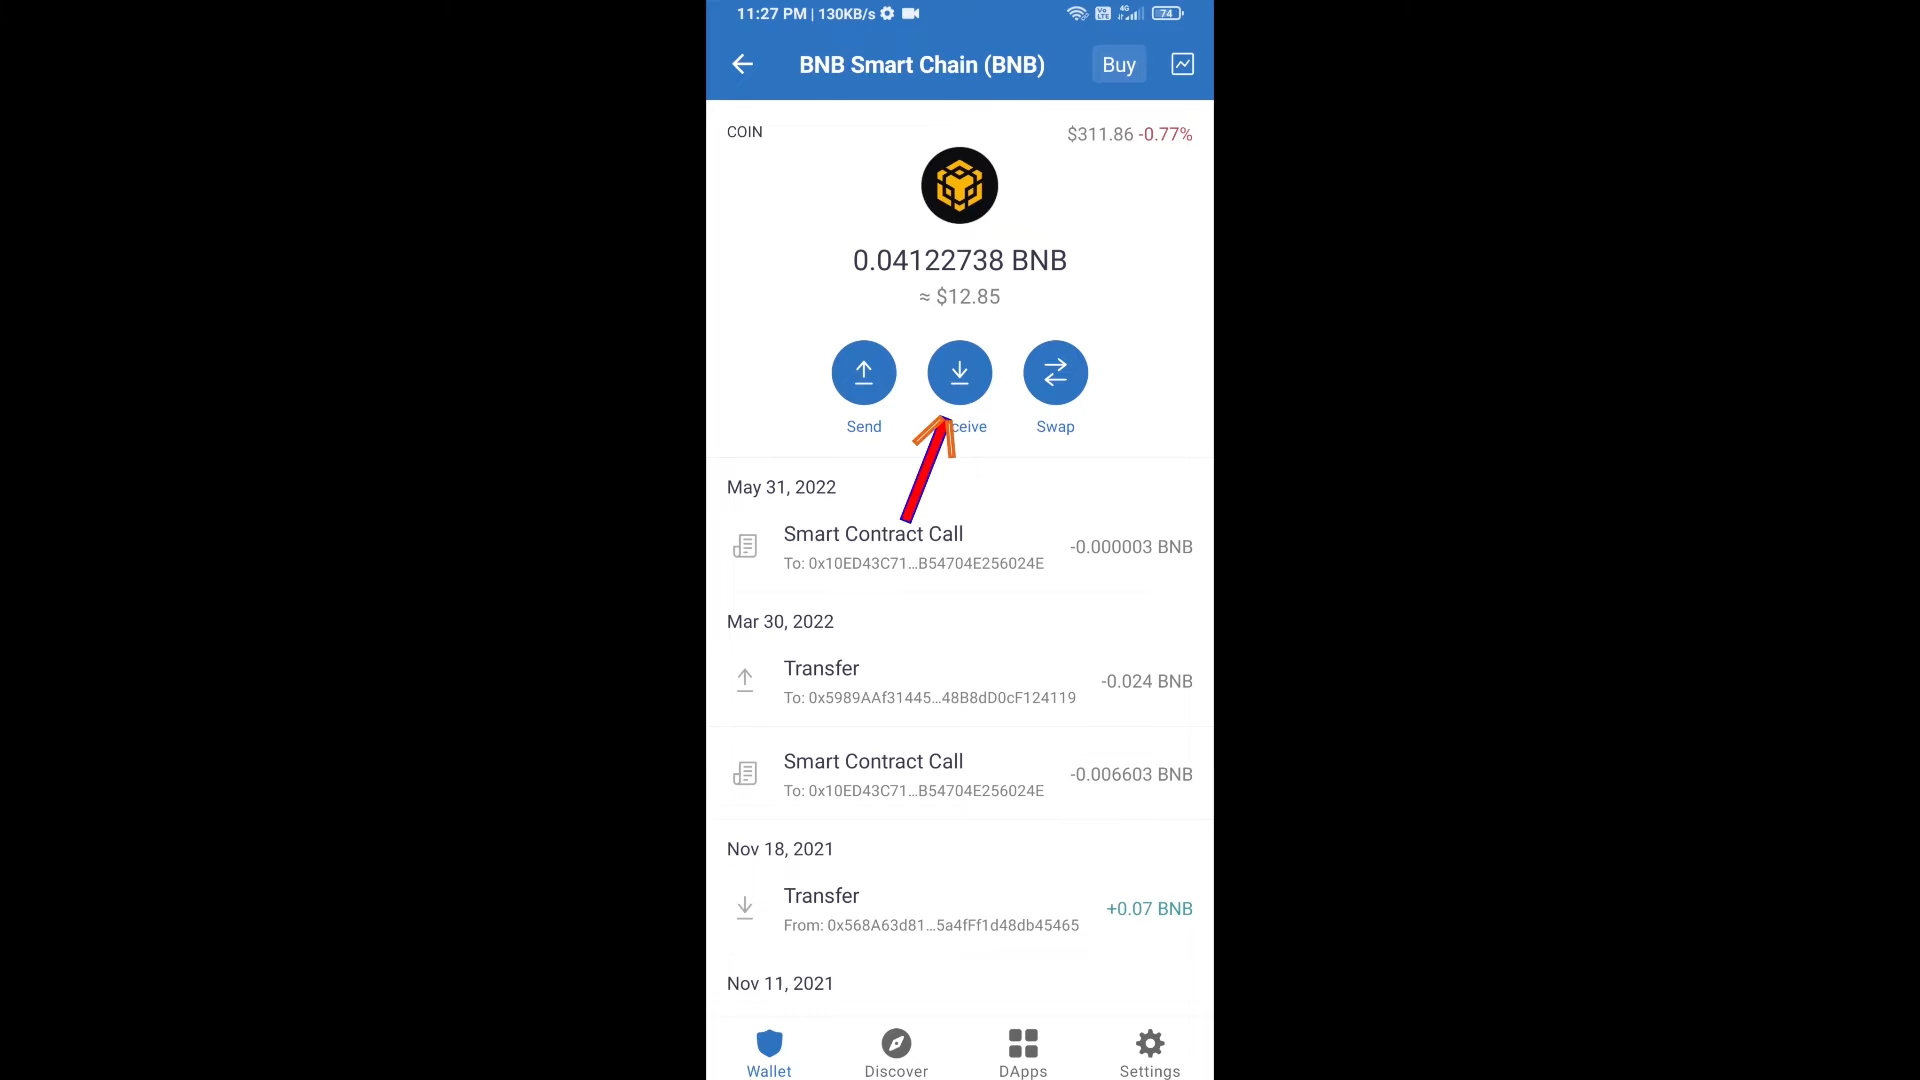 11:27 PM | 130KB/s 4G 74
BNB Smart Chain (BNB) Buy
COIN $311.86 -0.77%
0.04122738 BNB
≈ $12.85
Send ceive Swap
May 31, 2022
Smart Contract Call -0.000003 BNB
To: 0x10ED43C71...B54704E256024E
Mar 30, 2022
Transfer -0.024 BNB
To: 0x5989AAf31445...48B8dD0cF124119
Smart Contract Call -0.006603 BNB
To: 0x10ED43C71...B54704E256024E
Nov 18, 2021
Transfer +0.07 BNB
From: 0x568A63d81...5a4fFf1d48db45465
Nov 11, 2021
Wallet Discover DApps Settings